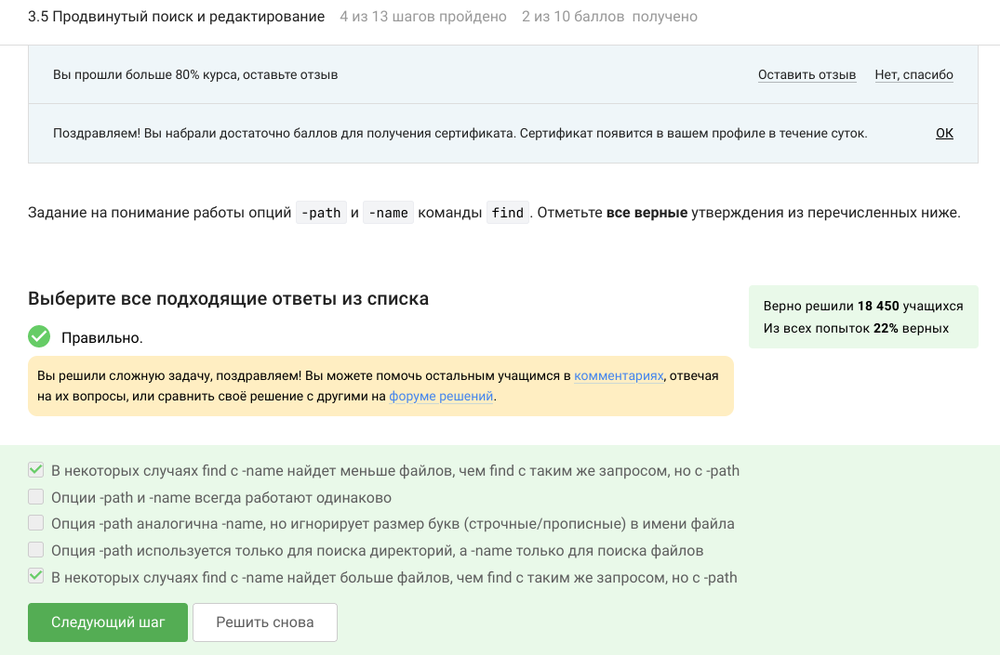 3.5 Продвинутый поиск и редактирование 4 из 13 шагов пройдено 2 из 10 баллов получено
Вы прошли больше 80% курса, оставьте отзыв Оставить отзыв Нет, спасибо
Поздравляем! Вы набрали достаточно баллов для получения сертификата. Сертификат появится в вашем профиле в течение суток. ОК
Задание на понимание работы опций -path и -name команды find. Отметьте все верные утверждения из перечисленных ниже.
Выберите все подходящие ответы из списка
Верно решили 18 450 учащихся
Из всех попыток 22% верных
Правильно.
Вы решили сложную задачу, поздравляем! Вы можете помочь остальным учащимся в комментариях, отвечая
на их вопросы, или сравнить своё решение с другими на форуме решений.
В некоторых случаях find с -name найдет меньше файлов, чем find с таким же запросом, но с -path
Опции -path и -name всегда работают одинаково
Опция -path аналогична -name, но игнорирует размер букв (строчные/прописные) в имени файла
Опция -path используется только для поиска директорий, а -name только для поиска файлов
В некоторых случаях find с -name найдет больше файлов, чем find с таким же запросом, но с -path
Следующий шаг Решить снова